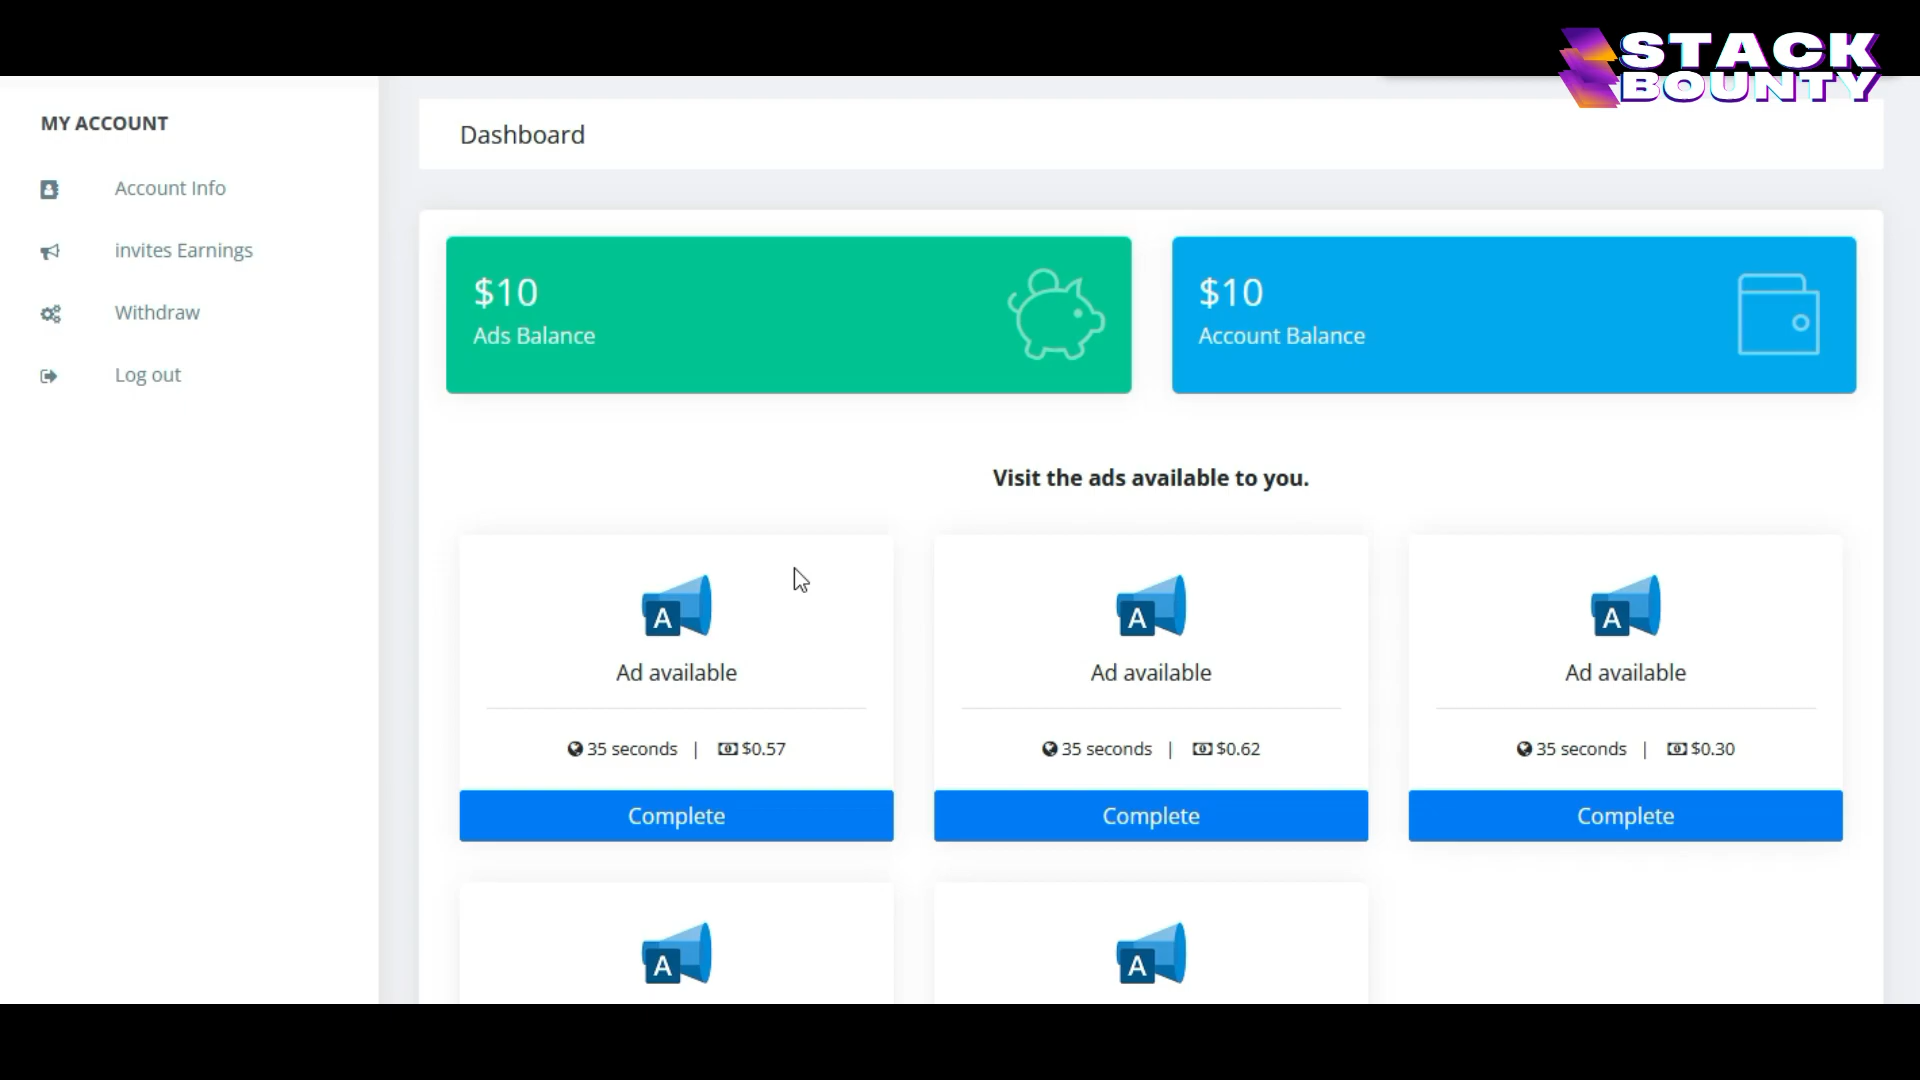 STACK
BOUNTY
MY ACCOUNT
Account Info
invites Earnings
Withdraw
Log out
Dashboard
$10
Ads Balance
$10
Account Balance
Visit the ads available to you.
A
Ad available
35 seconds | $0.57
Complete
A
Ad available
35 seconds | $0.62
Complete
A
Ad available
35 seconds | $0.30
Complete
A
A